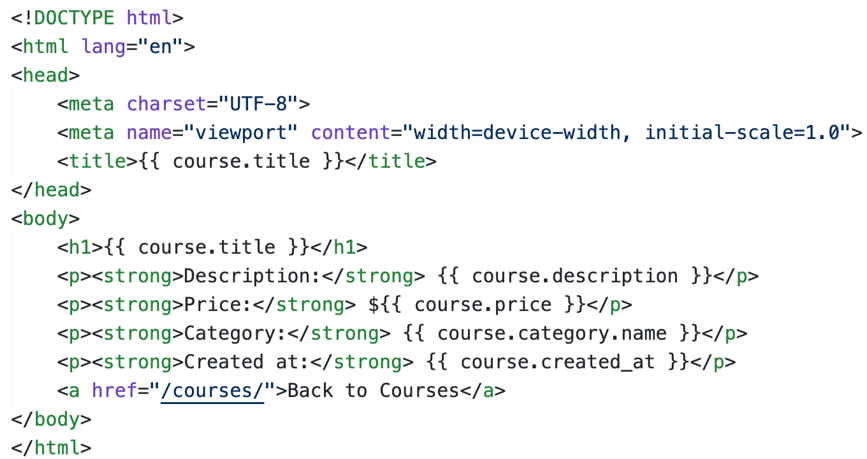 <!DOCTYPE html>
<html lang="en">
<head>
    <meta charset="UTF-8">
    <meta name="viewport" content="width=device-width, initial-scale=1.0">
    <title>{{ course.title }}</title>
</head>
<body>
    <h1>{{ course.title }}</h1>
    <p><strong>Description:</strong> {{ course.description }}</p>
    <p><strong>Price:</strong> ${{ course.price }}</p>
    <p><strong>Category:</strong> {{ course.category.name }}</p>
    <p><strong>Created at:</strong> {{ course.created_at }}</p>
    <a href="/courses/">Back to Courses</a>
</body>
</html>